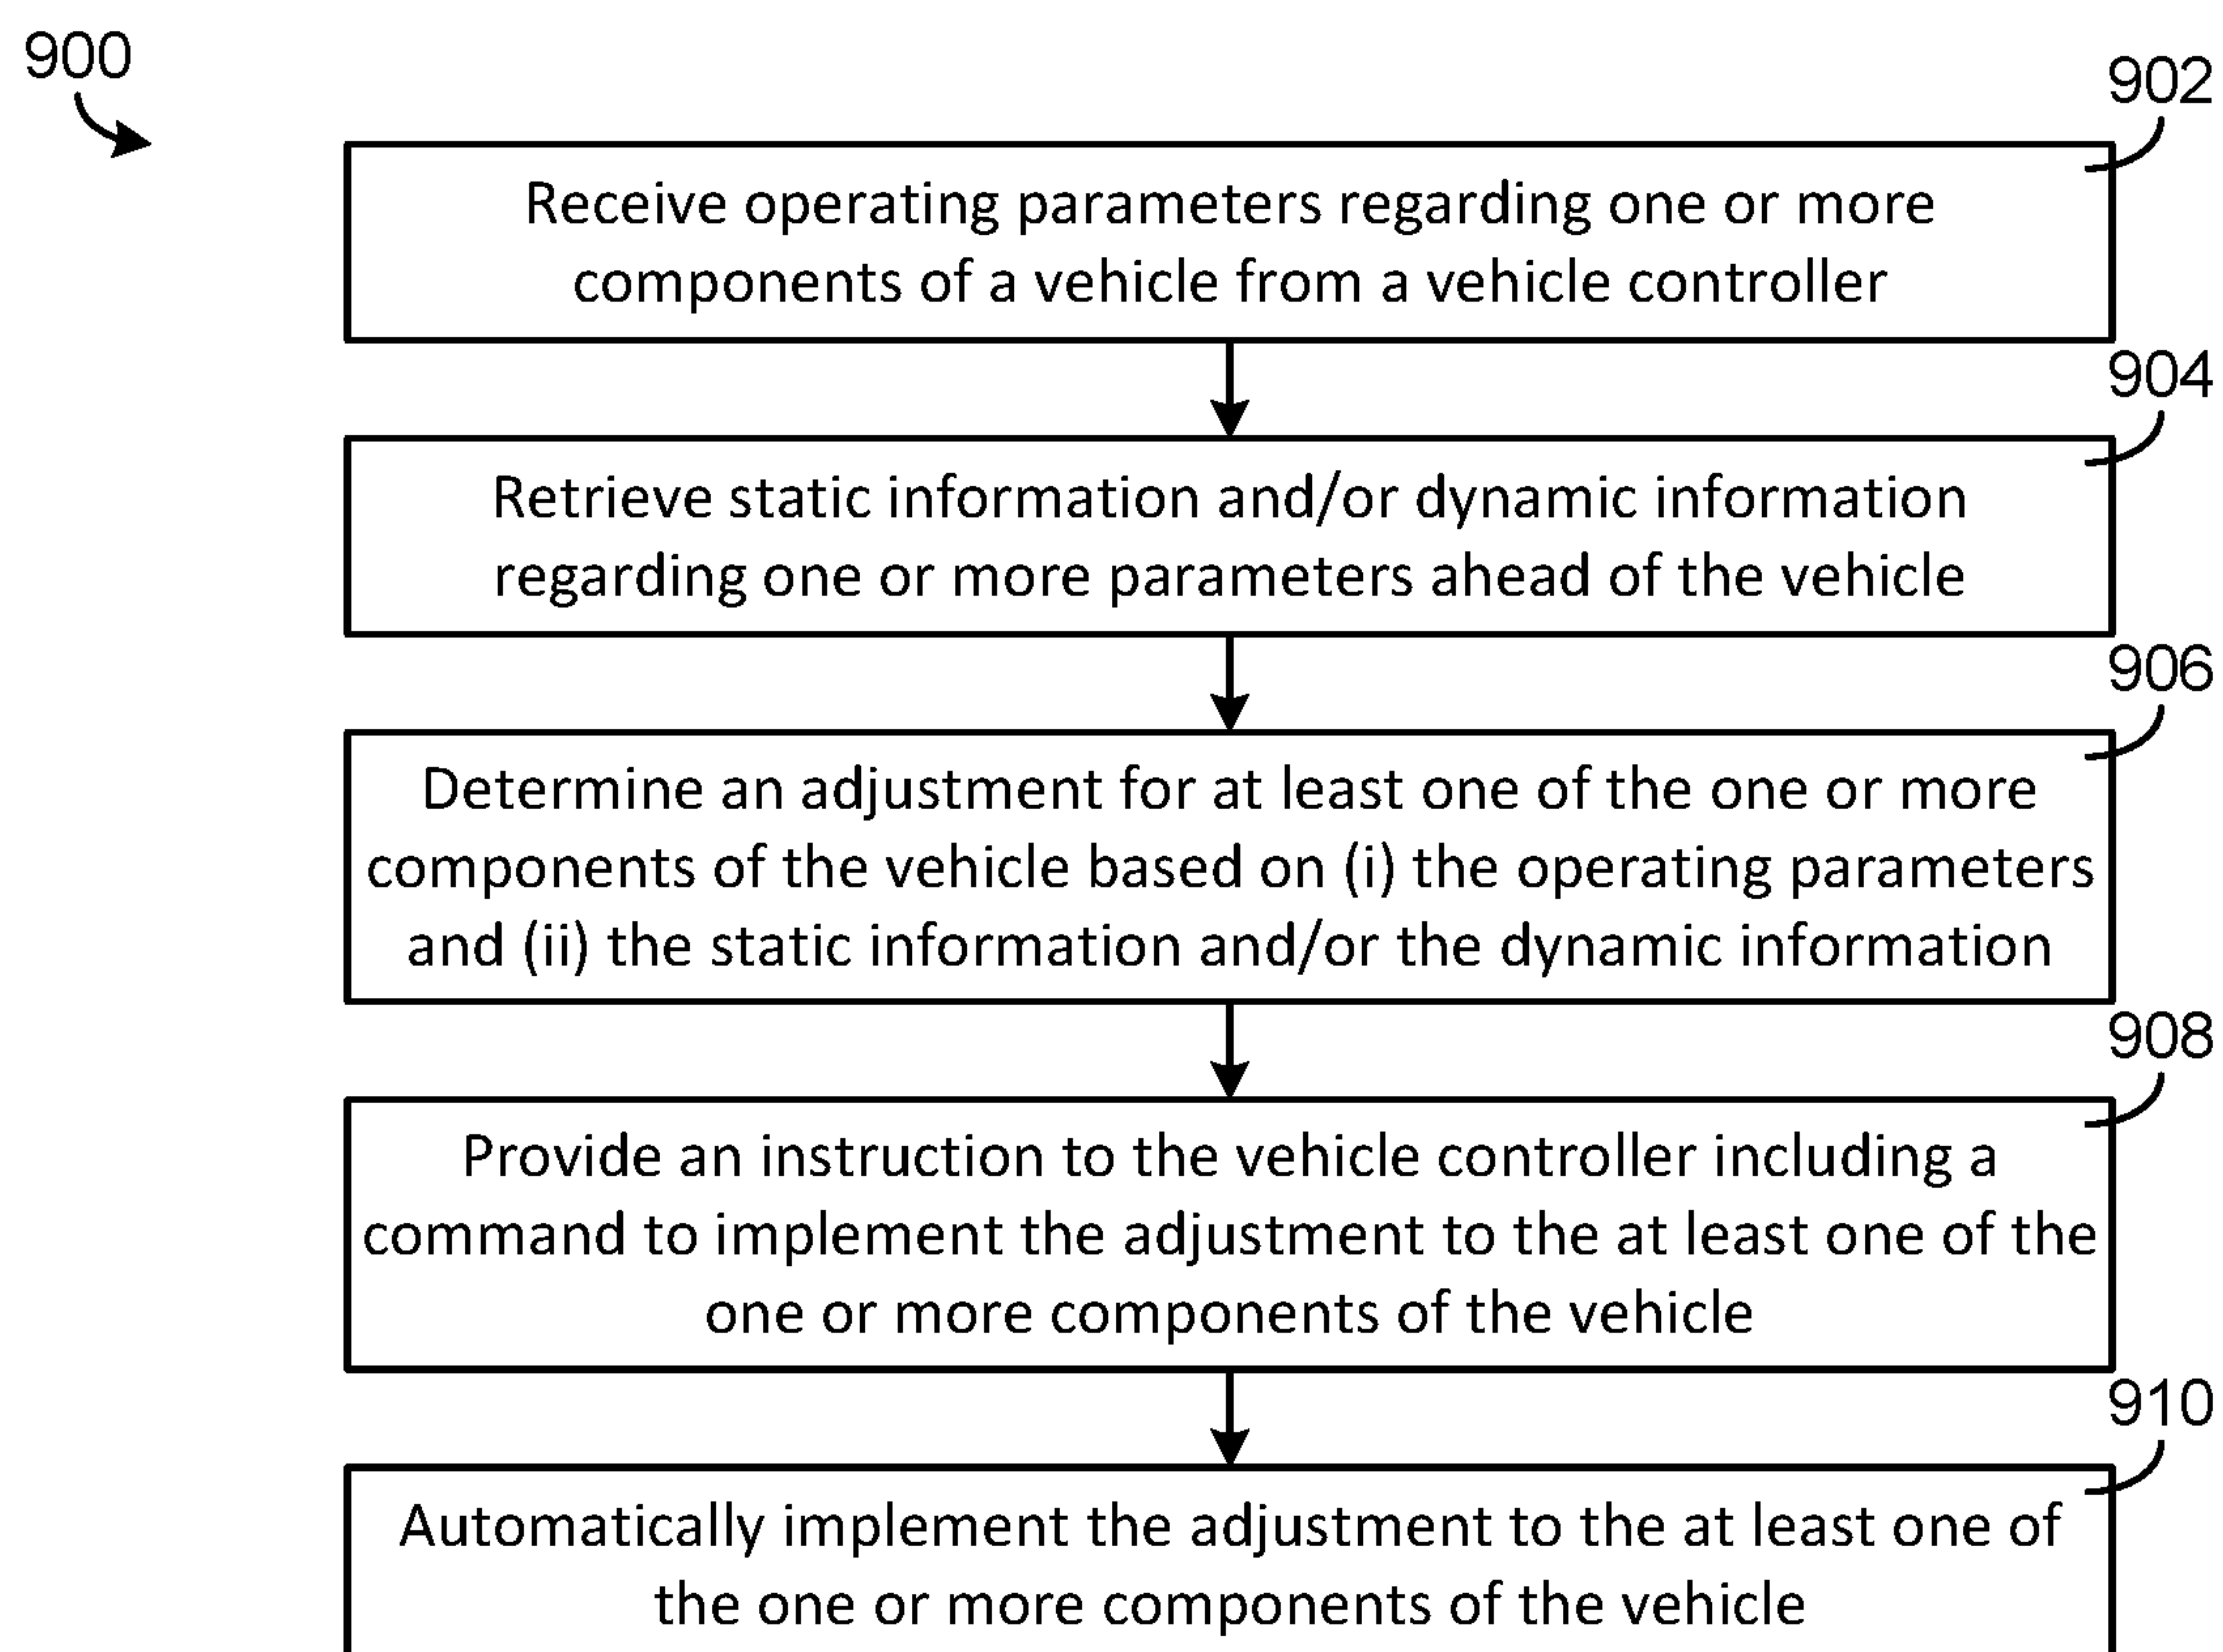 900
902
Receive operating parameters regarding one or more
components of a vehicle from a vehicle controller
904
Retrieve static information and/or dynamic information
regarding one or more parameters ahead of the vehicle
906
Determine an adjustment for at least one of the one or more
components of the vehicle based on (i) the operating parameters
and (ii) the static information and/or the dynamic information
908
Provide an instruction to the vehicle controller including a
command to implement the adjustment to the at least one of the
one or more components of the vehicle
910
Automatically implement the adjustment to the at least one of
the one or more components of the vehicle